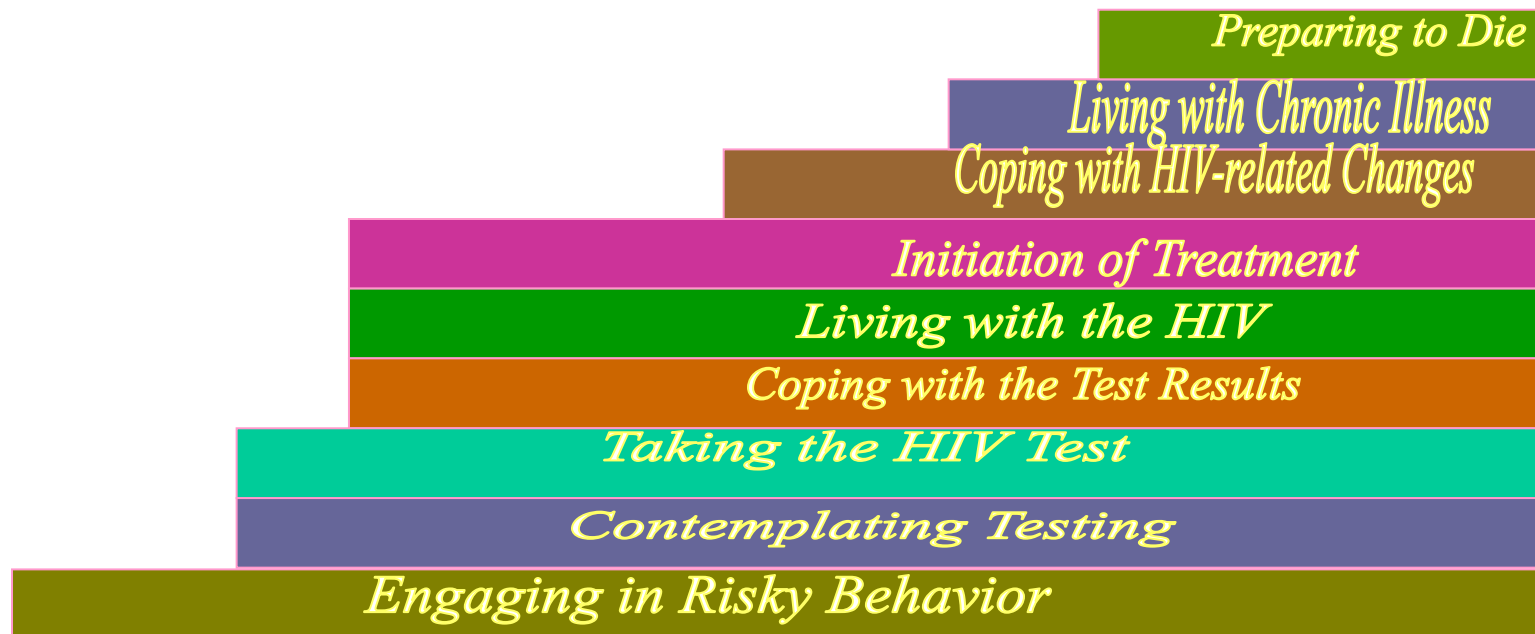 Preparing to Die
Living with Chronic Illness
Coping with HIV-related Changes
Initiation of Treatment
Living with the HIV
Coping with the Test Results
Taking the HIV Test
Contemplating Testing
Engaging in Risky Behavior